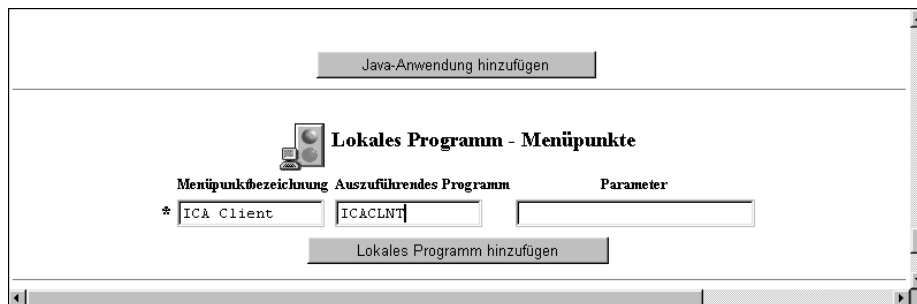 Java-Anwendung hinzufügen
Lokales Programm - Menüpunkte
Menüpunktbezeichnung Auszuführendes Programm Parameter
* ICA Client ICACLNT
Lokales Programm hinzufügen